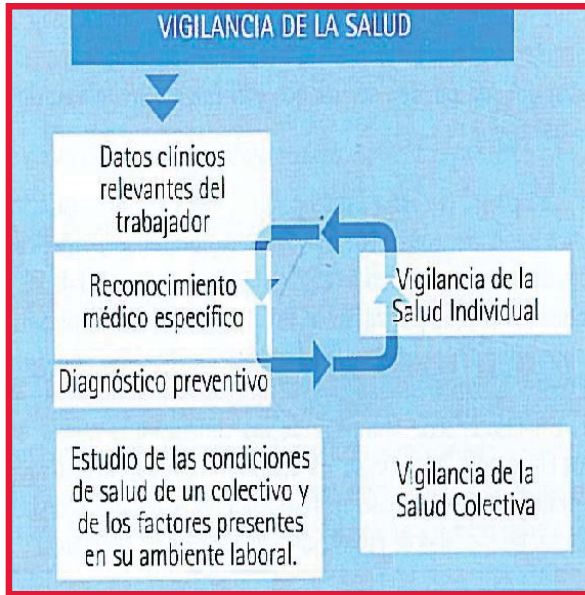 VIGILANCIA DE LA SALUD
Datos clínicos
relevantes del
trabajador
Reconocimiento
médico específico
Diagnóstico preventivo
Vigilancia de la
Salud Individual
Estudio de las condiciones
de salud de un colectivo y
de los factores presentes
en su ambiente laboral.
Vigilancia de la
Salud Colectiva